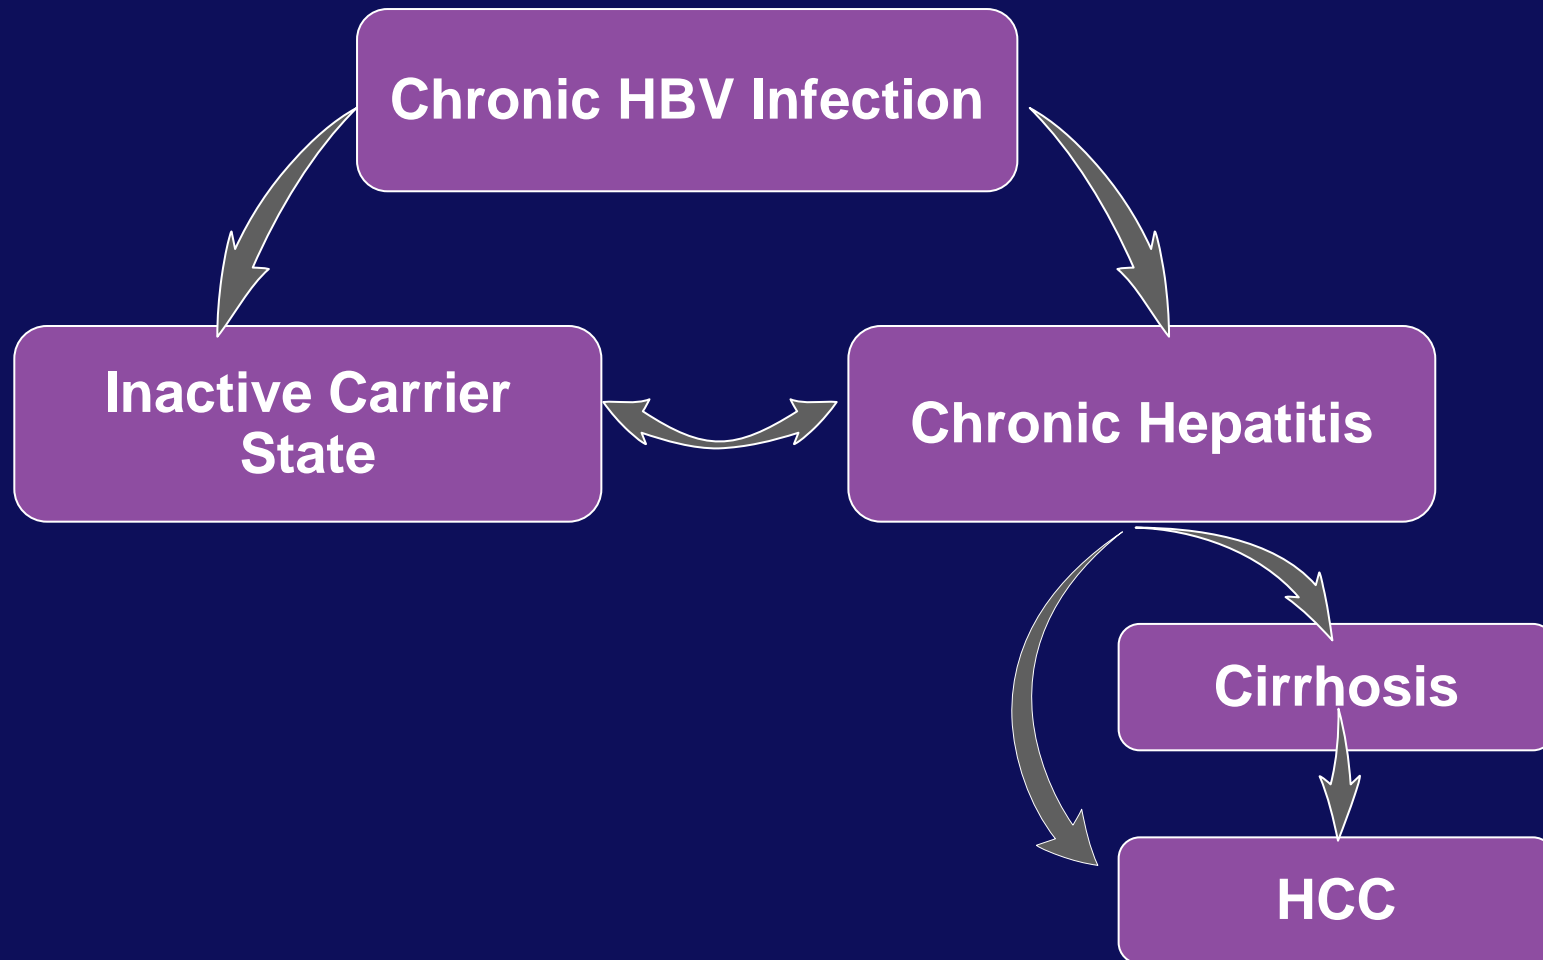 Chronic HBV Infection
Inactive Carrier
State
Chronic Hepatitis
Cirrhosis
HCC